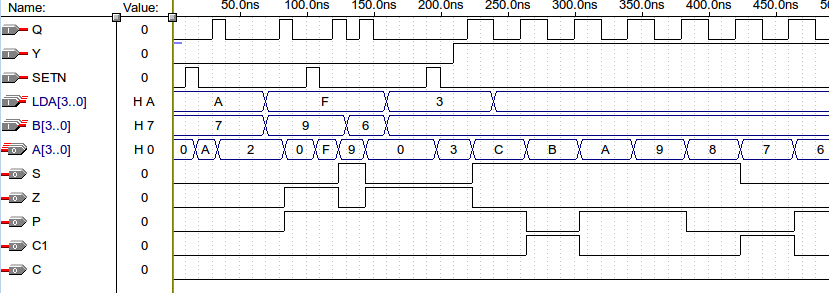 Name: Value: 50.0ns 100.0ns 150.0ns 200.0ns 250.0ns 300.0ns 350.0ns 400.0ns 450.0ns 50
Q 0
Y 0
SETN 0
LDA[3..0] H A A F 3
B[3..0] H 7 7 9 6
A[3..0] H 0 0 A 2 0 F 9 0 3 C B A 9 8 7 6
S 0
Z 0
P 0
C1 0
C 0